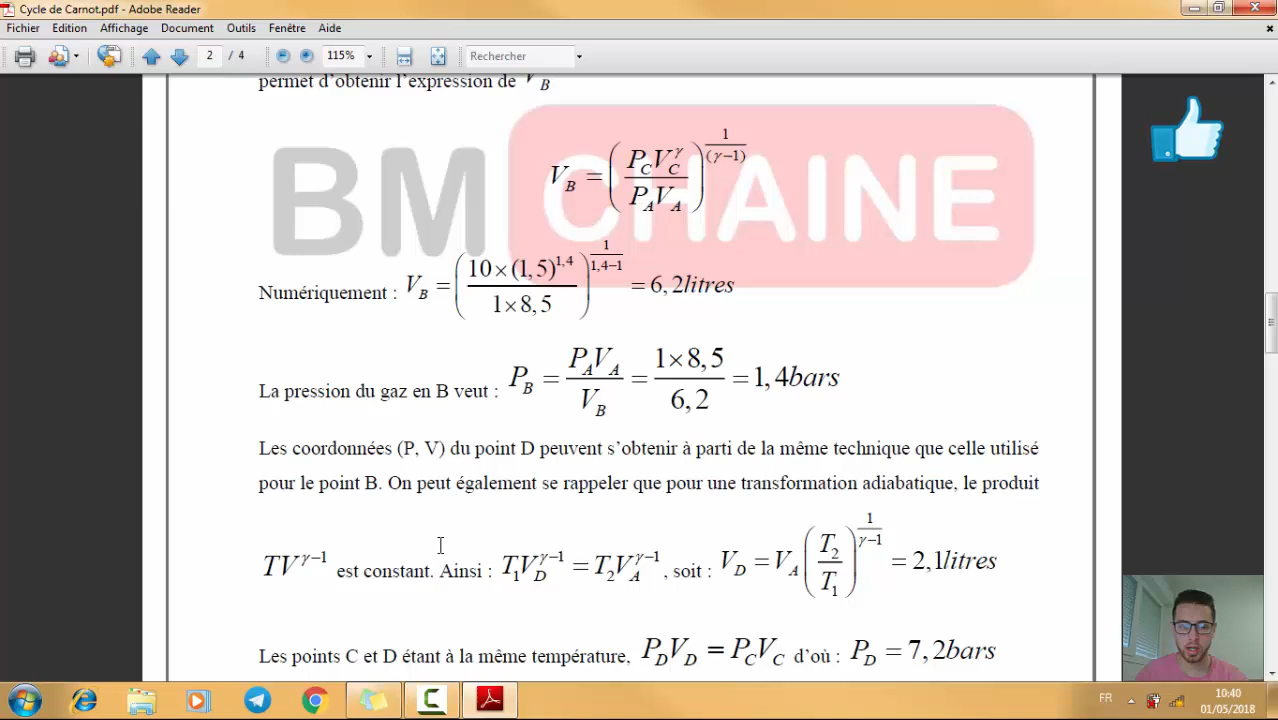 Cycle de Carnot.pdf - Adobe Reader
Fichier Edition Affichage Document Outils Fenêtre Aide
2 / 4 115% Rechercher
permet d'obtenir l'expression de V_B
BM CHAINE
V_B = (P_C V_C^γ / P_A V_A)^(1/(γ−1))
Numériquement : V_B = (10×(1,5)^1,4 / 1×8,5)^(1/1,4−1) = 6,2litres
La pression du gaz en B veut : P_B = P_A V_A / V_B = 1×8,5 / 6,2 = 1,4bars
Les coordonnées (P, V) du point D peuvent s'obtenir à parti de la même technique que celle utilisé
pour le point B. On peut également se rappeler que pour une transformation adiabatique, le produit
TV^γ−1 est constant. Ainsi : T_1V_D^γ−1 = T_2V_A^γ−1 , soit : V_D = V_A (T_2 / T_1)^(1/γ−1) = 2,1litres
Les points C et D étant à la même température, P_D V_D = P_C V_C d'où : P_D = 7,2bars
FR 10:40
01/05/2018